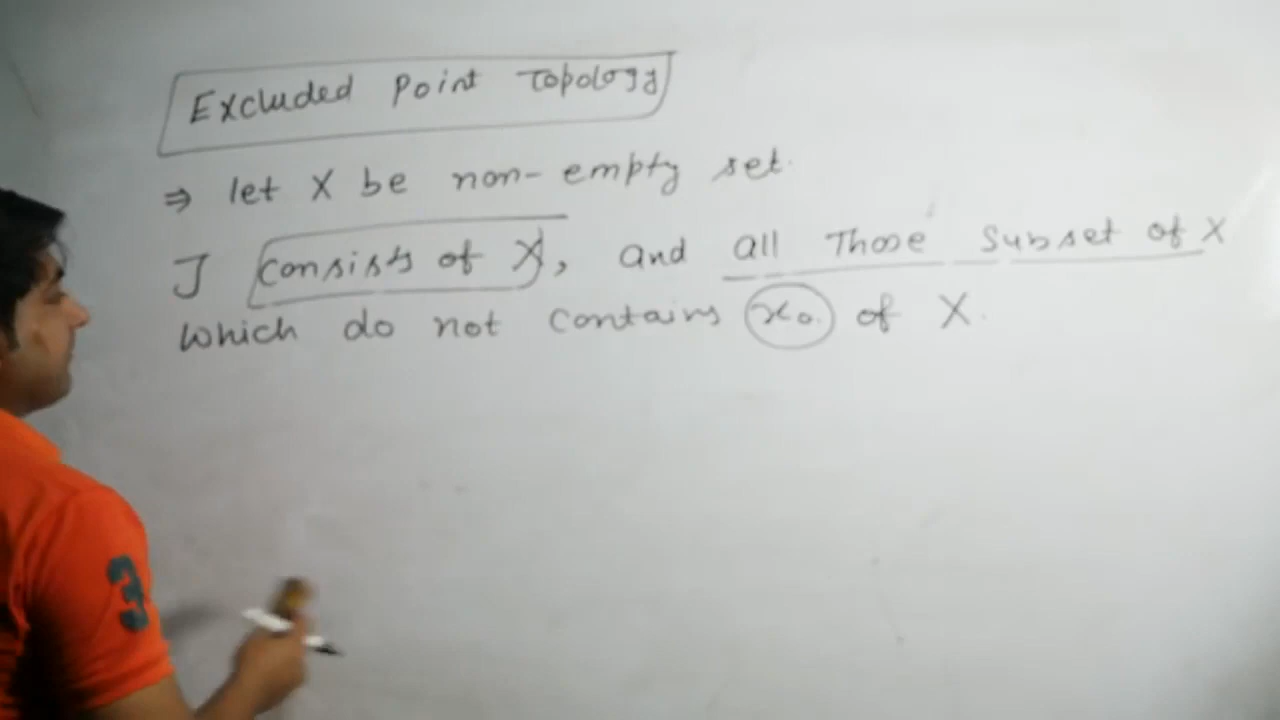 Excluded Point Topology
⇒ let X be non-empty set.
J consists of X, and all Those subset of X
which do not contains x₀ of X.
3